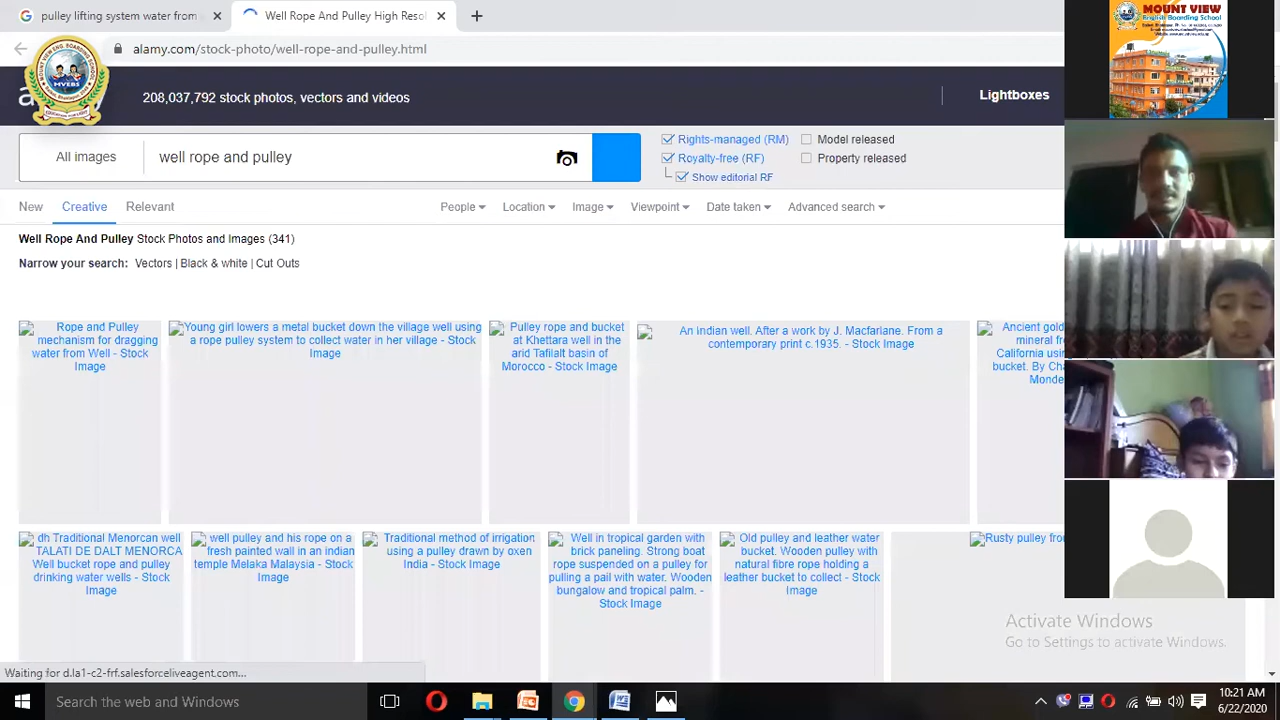 pulley lifting system water from
Well Rope And Pulley High Resol
alamy.com/stock-photo/well-rope-and-pulley.html
208,037,792 stock photos, vectors and videos
Lightboxes
All images
well rope and pulley
Rights-managed (RM)
Model released
Royalty-free (RF)
Property released
Show editorial RF
New
Creative
Relevant
People
Location
Image
Viewpoint
Date taken
Advanced search
Well Rope And Pulley Stock Photos and Images (341)
Narrow your search: Vectors | Black & white | Cut Outs
Rope and Pulley
mechanism for dragging
water from Well - Stock
Image
Young girl lowers a metal bucket down the village well using
a rope pulley system to collect water in her village - Stock
Image
Pulley rope and bucket
at Khettara well in the
arid Tafilalt basin of
Morocco - Stock Image
An indian well. After a work by J. Macfariane. From a
contemporary print c.1935. - Stock Image
Ancient gold
mineral fr
California using
bucket. By Cha
Monde
dh Traditional Menorcan well
TALATI DE DALT MENORCA
Well bucket rope and pulley
drinking water wells - Stock
Image
well pulley and his rope on a
fresh painted wall in an indian
temple Melaka Malaysia - Stock
Image
Traditional method of irrigation
using a pulley drawn by oxen
India - Stock Image
Well in tropical garden with
brick paneling. Strong boat
rope suspended on a pulley for
pulling a pail with water. Wooden
bungalow and tropical palm. -
Stock Image
Old pulley and leather water
bucket. Wooden pulley with
natural fibre rope holding a
leather bucket to collect - Stock
Image
Rusty pulley fro
MOUNT VIEW
English Boarding School
Activate Windows
Go to Settings to activate Windows.
Waiting for d.la1-c2-frf.salesforceliveagent.com...
Search the web and Windows
10:21 AM
6/22/2020